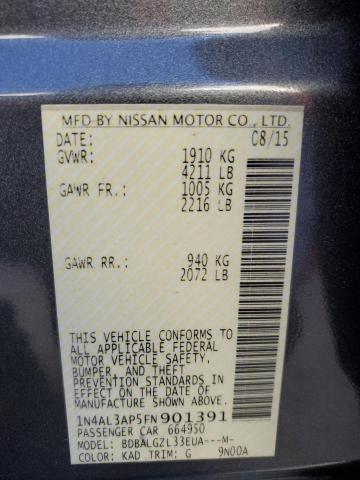 MFD BY NISSAN MOTOR CO., LTD.
DATE: 08/15
GVWR: 1910 KG
4211 LB
GAWR FR.: 1005 KG
2216 LB
GAWR RR.: 940 KG
2072 LB
THIS VEHICLE CONFORMS TO
ALL APPLICABLE FEDERAL
MOTOR VEHICLE SAFETY,
BUMPER, AND THEFT
PREVENTION STANDARDS IN
EFFECT ON THE DATE OF
MANUFACTURE SHOWN ABOVE.
1N4AL3AP5FN901391
PASSENGER CAR 664950
MODEL: BDBALGZL33EUA---M-
COLOR: KAD TRIM: G 9N00A